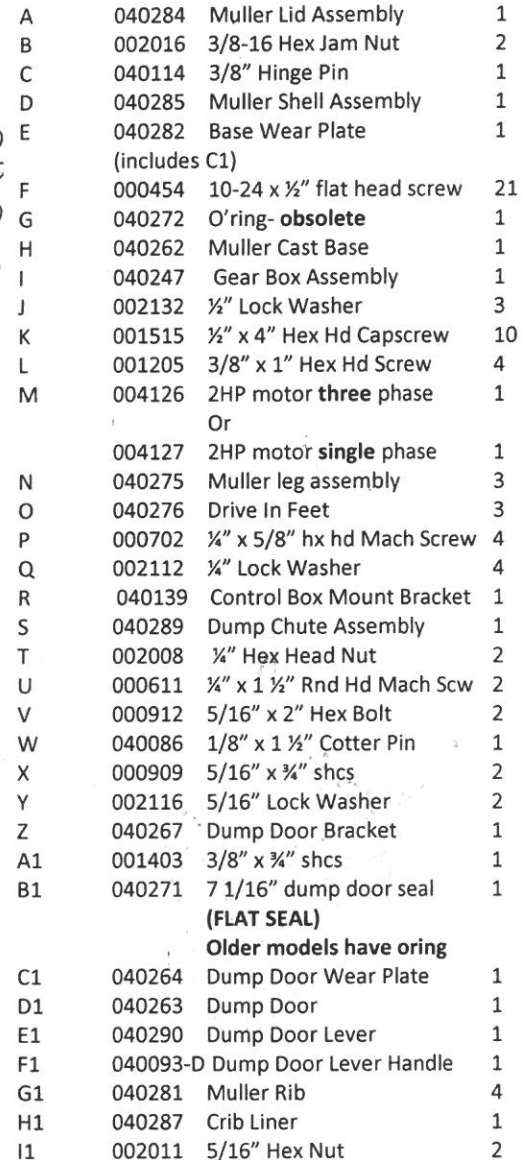 A 040284 Muller Lid Assembly 1
B 002016 3/8-16 Hex Jam Nut 2
C 040114 3/8” Hinge Pin 1
D 040285 Muller Shell Assembly 1
E 040282 Base Wear Plate 1
(includes C1)
F 000454 10-24 x ½” flat head screw 21
G 040272 O’ring- obsolete 1
H 040262 Muller Cast Base 1
I 040247 Gear Box Assembly 1
J 002132 ½” Lock Washer 3
K 001515 ½” x 4” Hex Hd Capscrew 10
L 001205 3/8” x 1” Hex Hd Screw 4
M 004126 2HP motor three phase 1
Or
004127 2HP motor single phase 1
N 040275 Muller leg assembly 3
O 040276 Drive In Feet 3
P 000702 ¼” x 5/8” hx hd Mach Screw 4
Q 002112 ¼” Lock Washer 4
R 040139 Control Box Mount Bracket 1
S 040289 Dump Chute Assembly 1
T 002008 ¼” Hex Head Nut 2
U 000611 ¼” x 1 ½” Rnd Hd Mach Scw 2
V 000912 5/16” x 2” Hex Bolt 2
W 040086 1/8” x 1 ½” Cotter Pin 1
X 000909 5/16” x ¾” shcs 2
Y 002116 5/16” Lock Washer 2
Z 040267 Dump Door Bracket 1
A1 001403 3/8” x ¾” shcs 1
B1 040271 7 1/16” dump door seal 1
(FLAT SEAL)
Older models have oring
C1 040264 Dump Door Wear Plate 1
D1 040263 Dump Door 1
E1 040290 Dump Door Lever 1
F1 040093-D Dump Door Lever Handle 1
G1 040281 Muller Rib 4
H1 040287 Crib Liner 1
I1 002011 5/16” Hex Nut 2